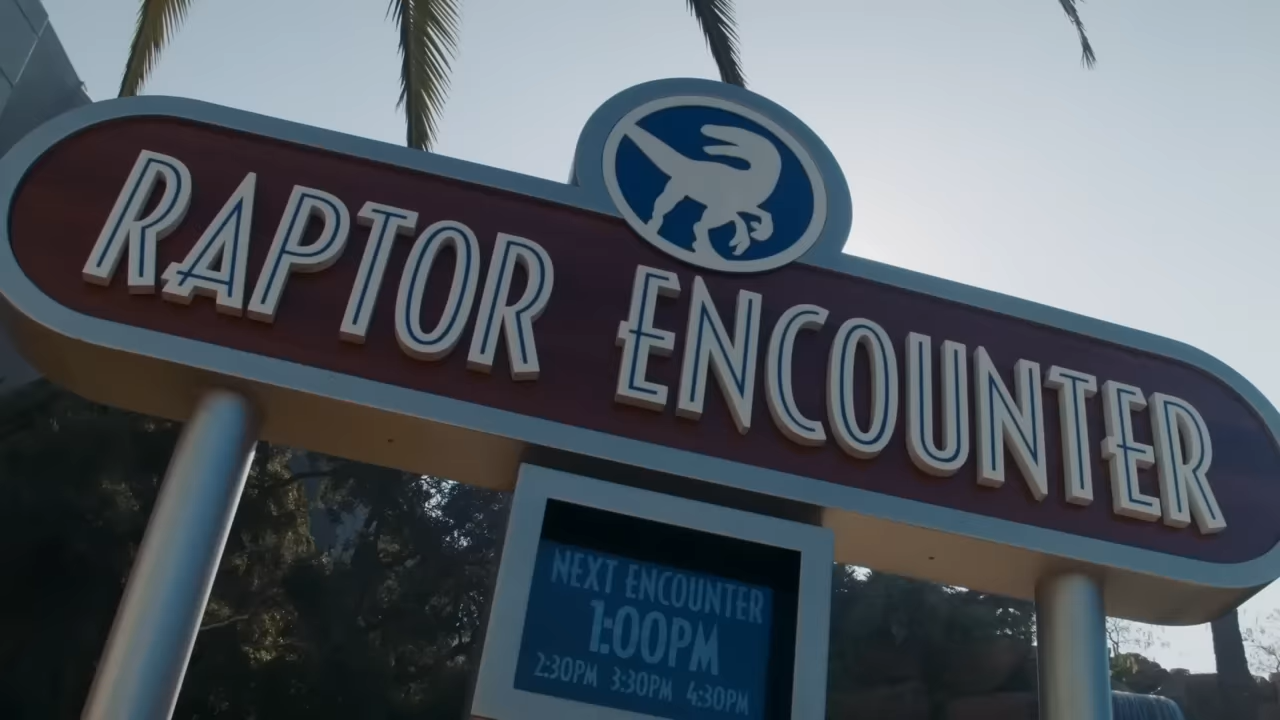 RAPTOR ENCOUNTER
NEXT ENCOUNTER
1:00PM
2:30PM 3:30PM 4:30PM